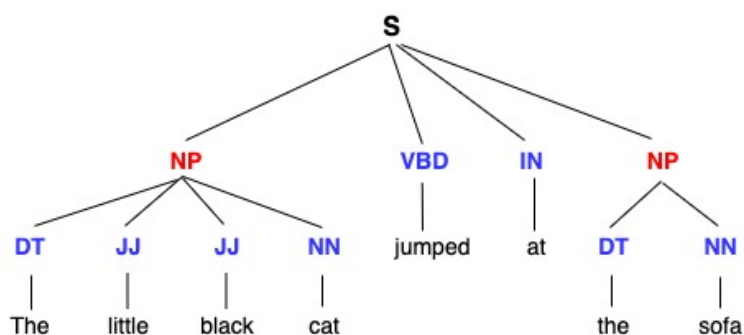 S
NP VBD IN NP
DT JJ JJ NN jumped at DT NN
The little black cat the sofa